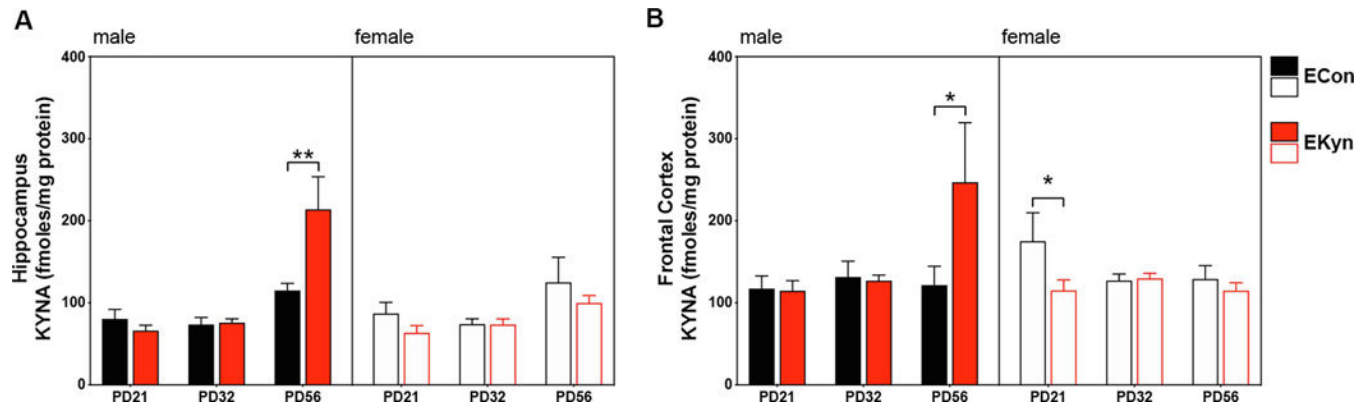 A
male female
Hippocampus
KYNA (fmoles/mg protein)
400
300
200
100
0
**
PD21 PD32 PD56 PD21 PD32 PD56
B
male female
Frontal Cortex
KYNA (fmoles/mg protein)
400
300
200
100
0
*
*
PD21 PD32 PD56 PD21 PD32 PD56
ECon
EKyn